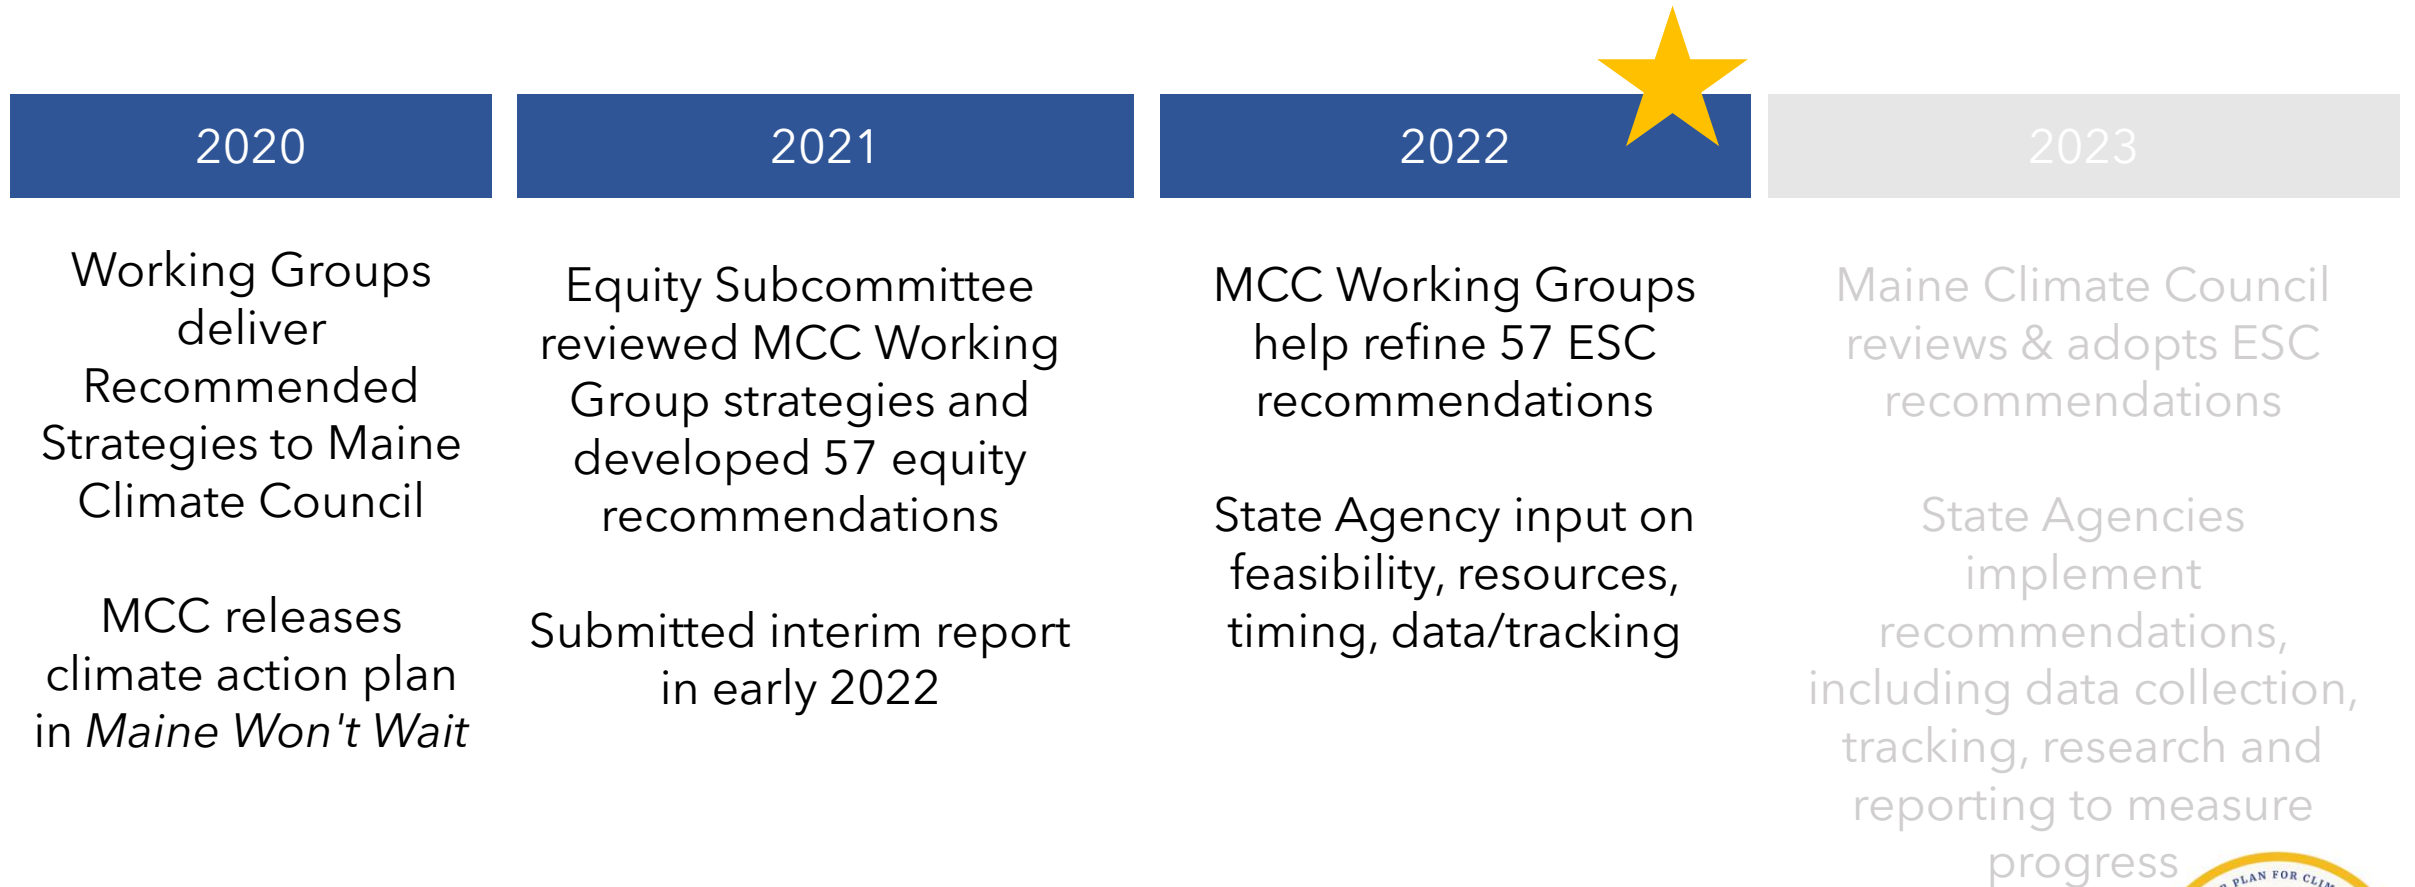 2020
Working Groups
deliver
Recommended
Strategies to Maine
Climate Council
MCC releases
climate action plan
in Maine Won't Wait
2021
Equity Subcommittee
reviewed MCC Working
Group strategies and
developed 57 equity
recommendations
Submitted interim report
in early 2022
2022
MCC Working Groups
help refine 57 ESC
recommendations
State Agency input on
feasibility, resources,
timing, data/tracking
2023
Maine Climate Council
reviews & adopts ESC
recommendations
State Agencies
implement
recommendations,
including data collection,
tracking, research and
reporting to measure
progress
PLAN FOR